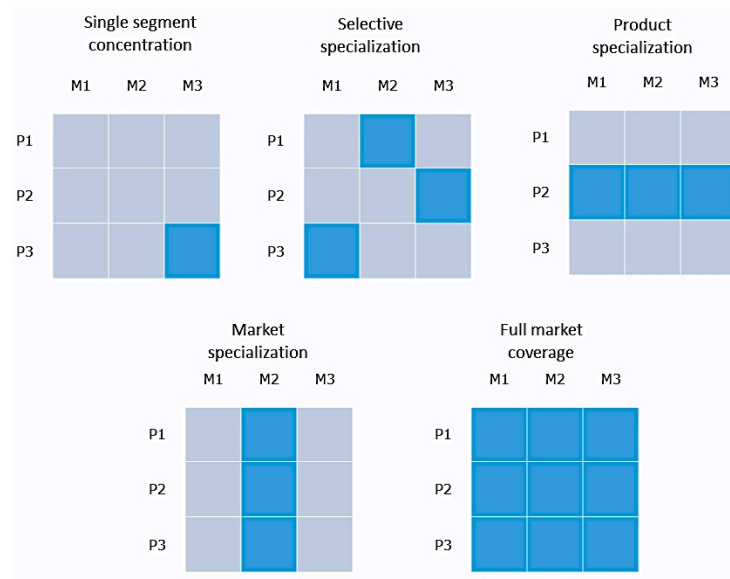 Single segment
concentration
M1 M2 M3
P1
P2
P3
Selective
specialization
M1 M2 M3
P1
P2
P3
Product
specialization
M1 M2 M3
P1
P2
P3
Market
specialization
M1 M2 M3
P1
P2
P3
Full market
coverage
M1 M2 M3
P1
P2
P3